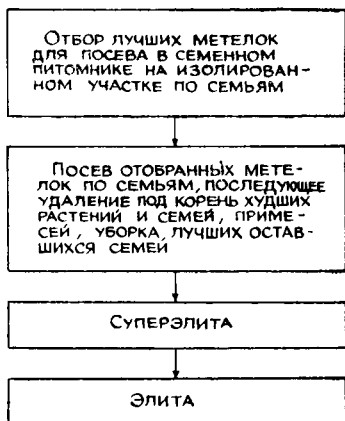 ОТБОР ЛУЧШИХ МЕТЕЛОК
ДЛЯ ПОСЕВА В СЕМЕННОМ
ПИТОМНИКЕ НА ИЗОЛИРОВАН-
НОМ УЧАСТКЕ ПО СЕМЬЯМ
ПОСЕВ ОТОБРАННЫХ МЕТЕ-
ЛОК ПО СЕМЬЯМ, ПОСЛЕДУЮЩЕЕ
УДАЛЕНИЕ ПОД КОРЕНЬ ХУДШИХ
РАСТЕНИЙ И СЕМЕЙ, ПРИМЕ-
СЕЙ, УБОРКА, ЛУЧШИХ ОСТАВ-
ШИХСЯ СЕМЕЙ
СУПЕРЭЛИТА
ЭЛИТА